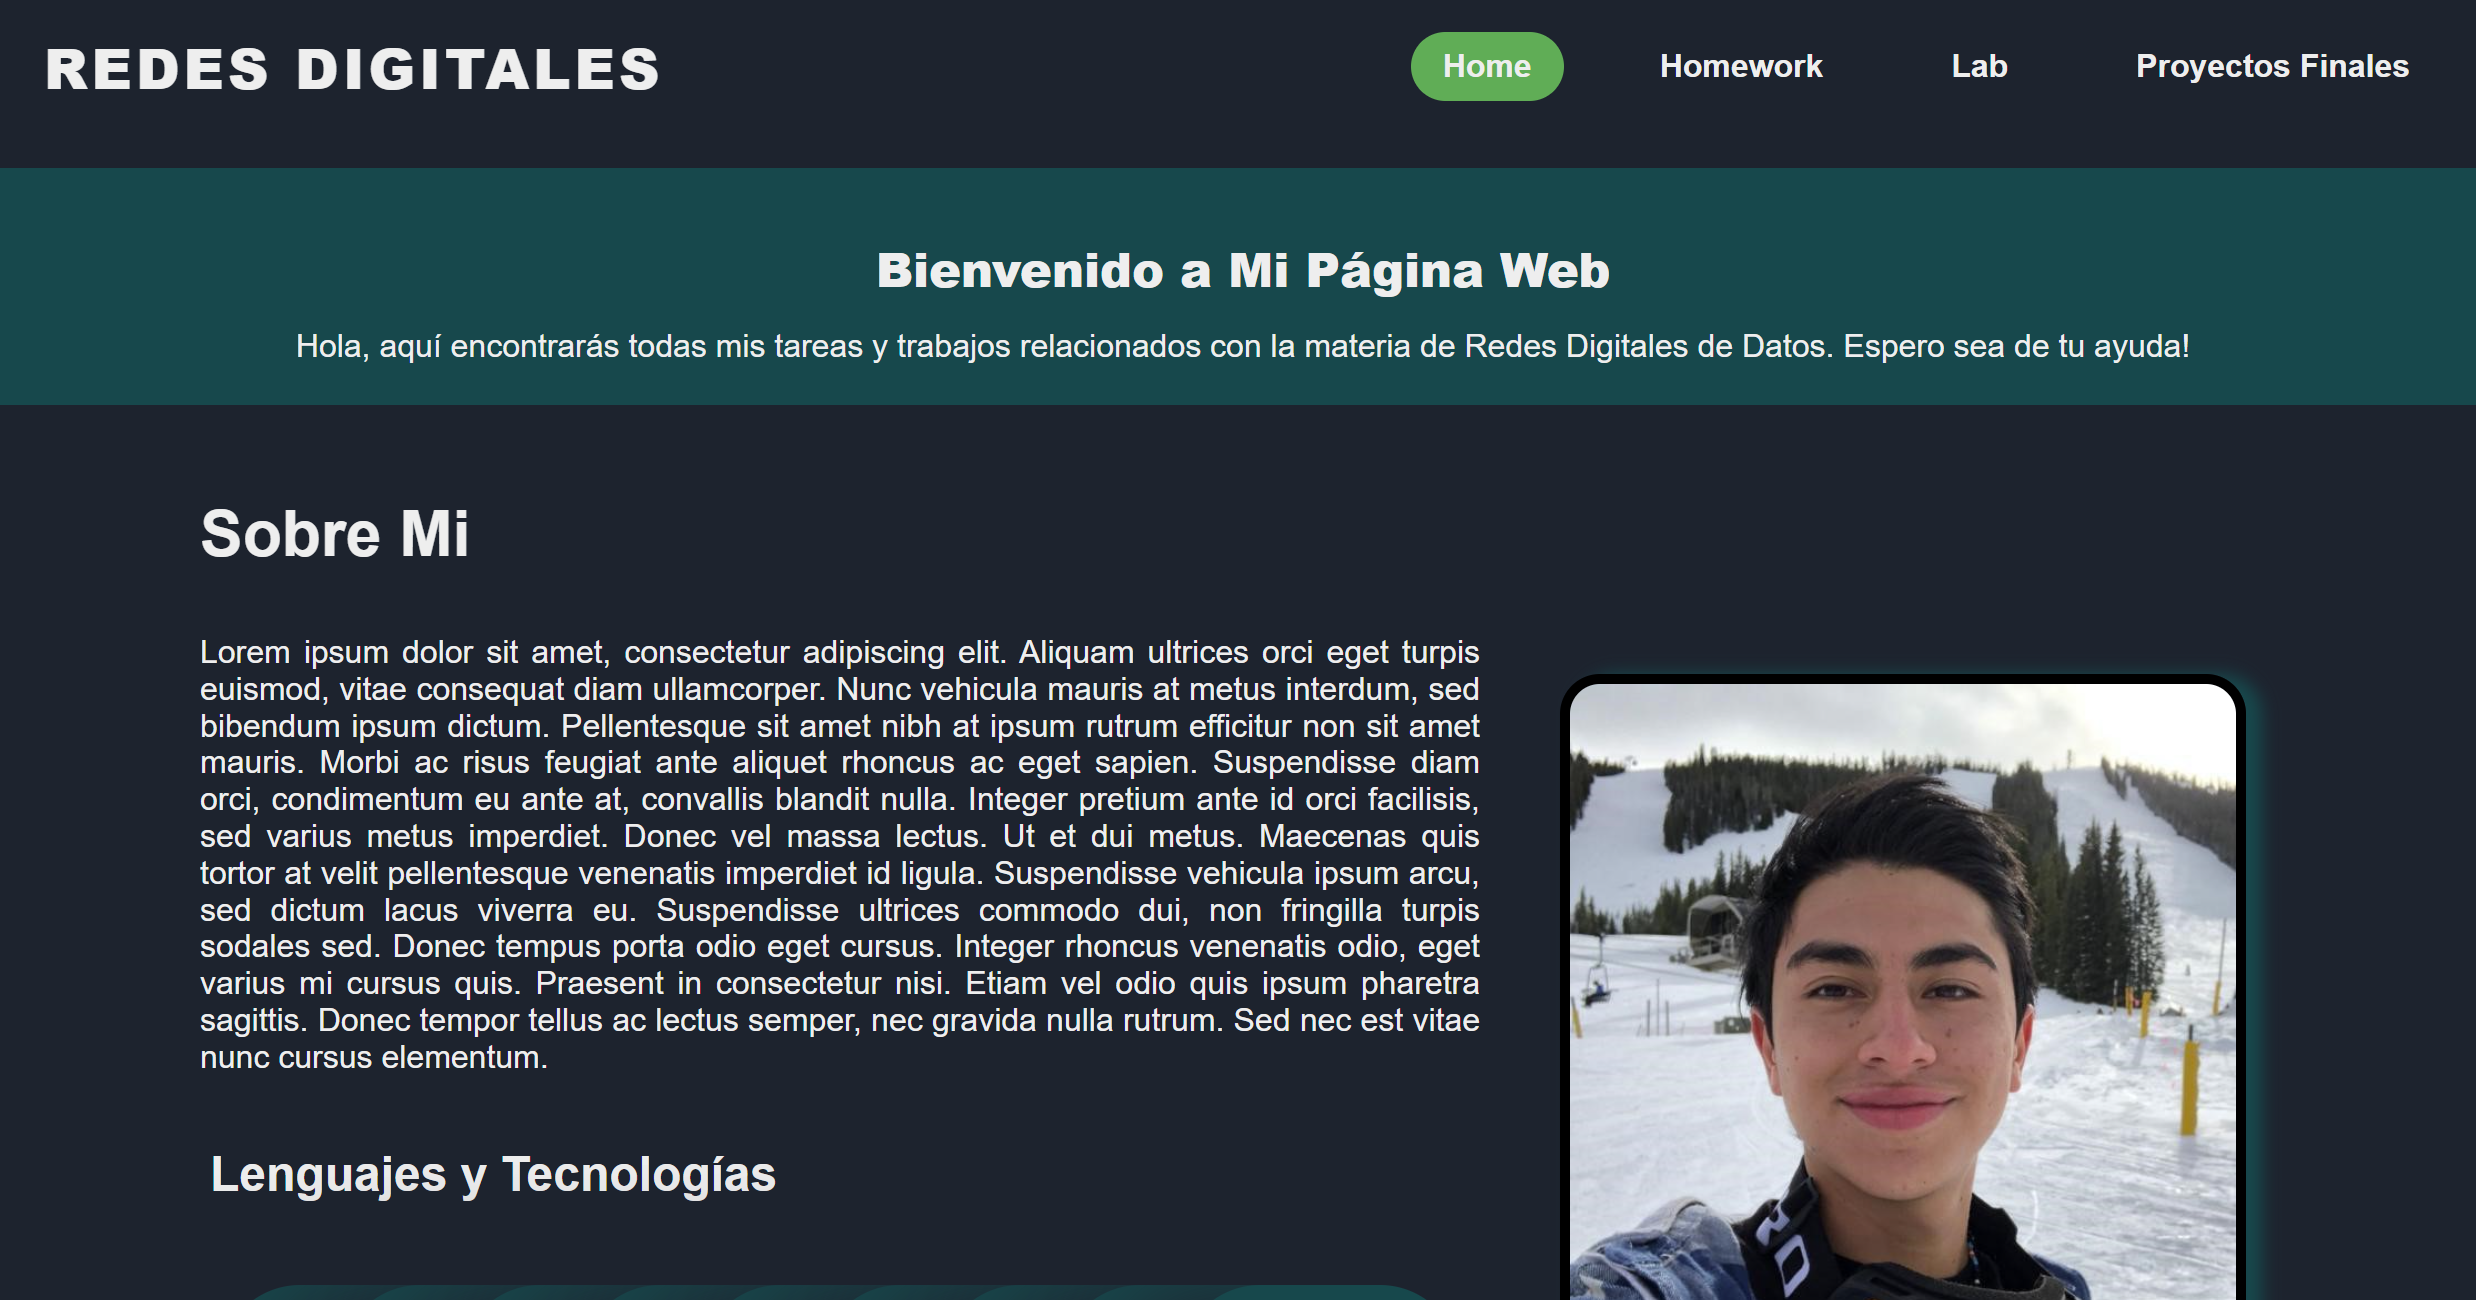 REDES DIGITALES
Home
Homework
Lab
Proyectos Finales
Bienvenido a Mi Página Web
Hola, aquí encontrarás todas mis tareas y trabajos relacionados con la materia de Redes Digitales de Datos. Espero sea de tu ayuda!
Sobre Mi
Lorem ipsum dolor sit amet, consectetur adipiscing elit. Aliquam ultrices orci eget turpis
euismod, vitae consequat diam ullamcorper. Nunc vehicula mauris at metus interdum, sed
bibendum ipsum dictum. Pellentesque sit amet nibh at ipsum rutrum efficitur non sit amet
mauris. Morbi ac risus feugiat ante aliquet rhoncus ac eget sapien. Suspendisse diam
orci, condimentum eu ante at, convallis blandit nulla. Integer pretium ante id orci facilisis,
sed varius metus imperdiet. Donec vel massa lectus. Ut et dui metus. Maecenas quis
tortor at velit pellentesque venenatis imperdiet id ligula. Suspendisse vehicula ipsum arcu,
sed dictum lacus viverra eu. Suspendisse ultrices commodo dui, non fringilla turpis
sodales sed. Donec tempus porta odio eget cursus. Integer rhoncus venenatis odio, eget
varius mi cursus quis. Praesent in consectetur nisi. Etiam vel odio quis ipsum pharetra
sagittis. Donec tempor tellus ac lectus semper, nec gravida nulla rutrum. Sed nec est vitae
nunc cursus elementum.
Lenguajes y Tecnologías